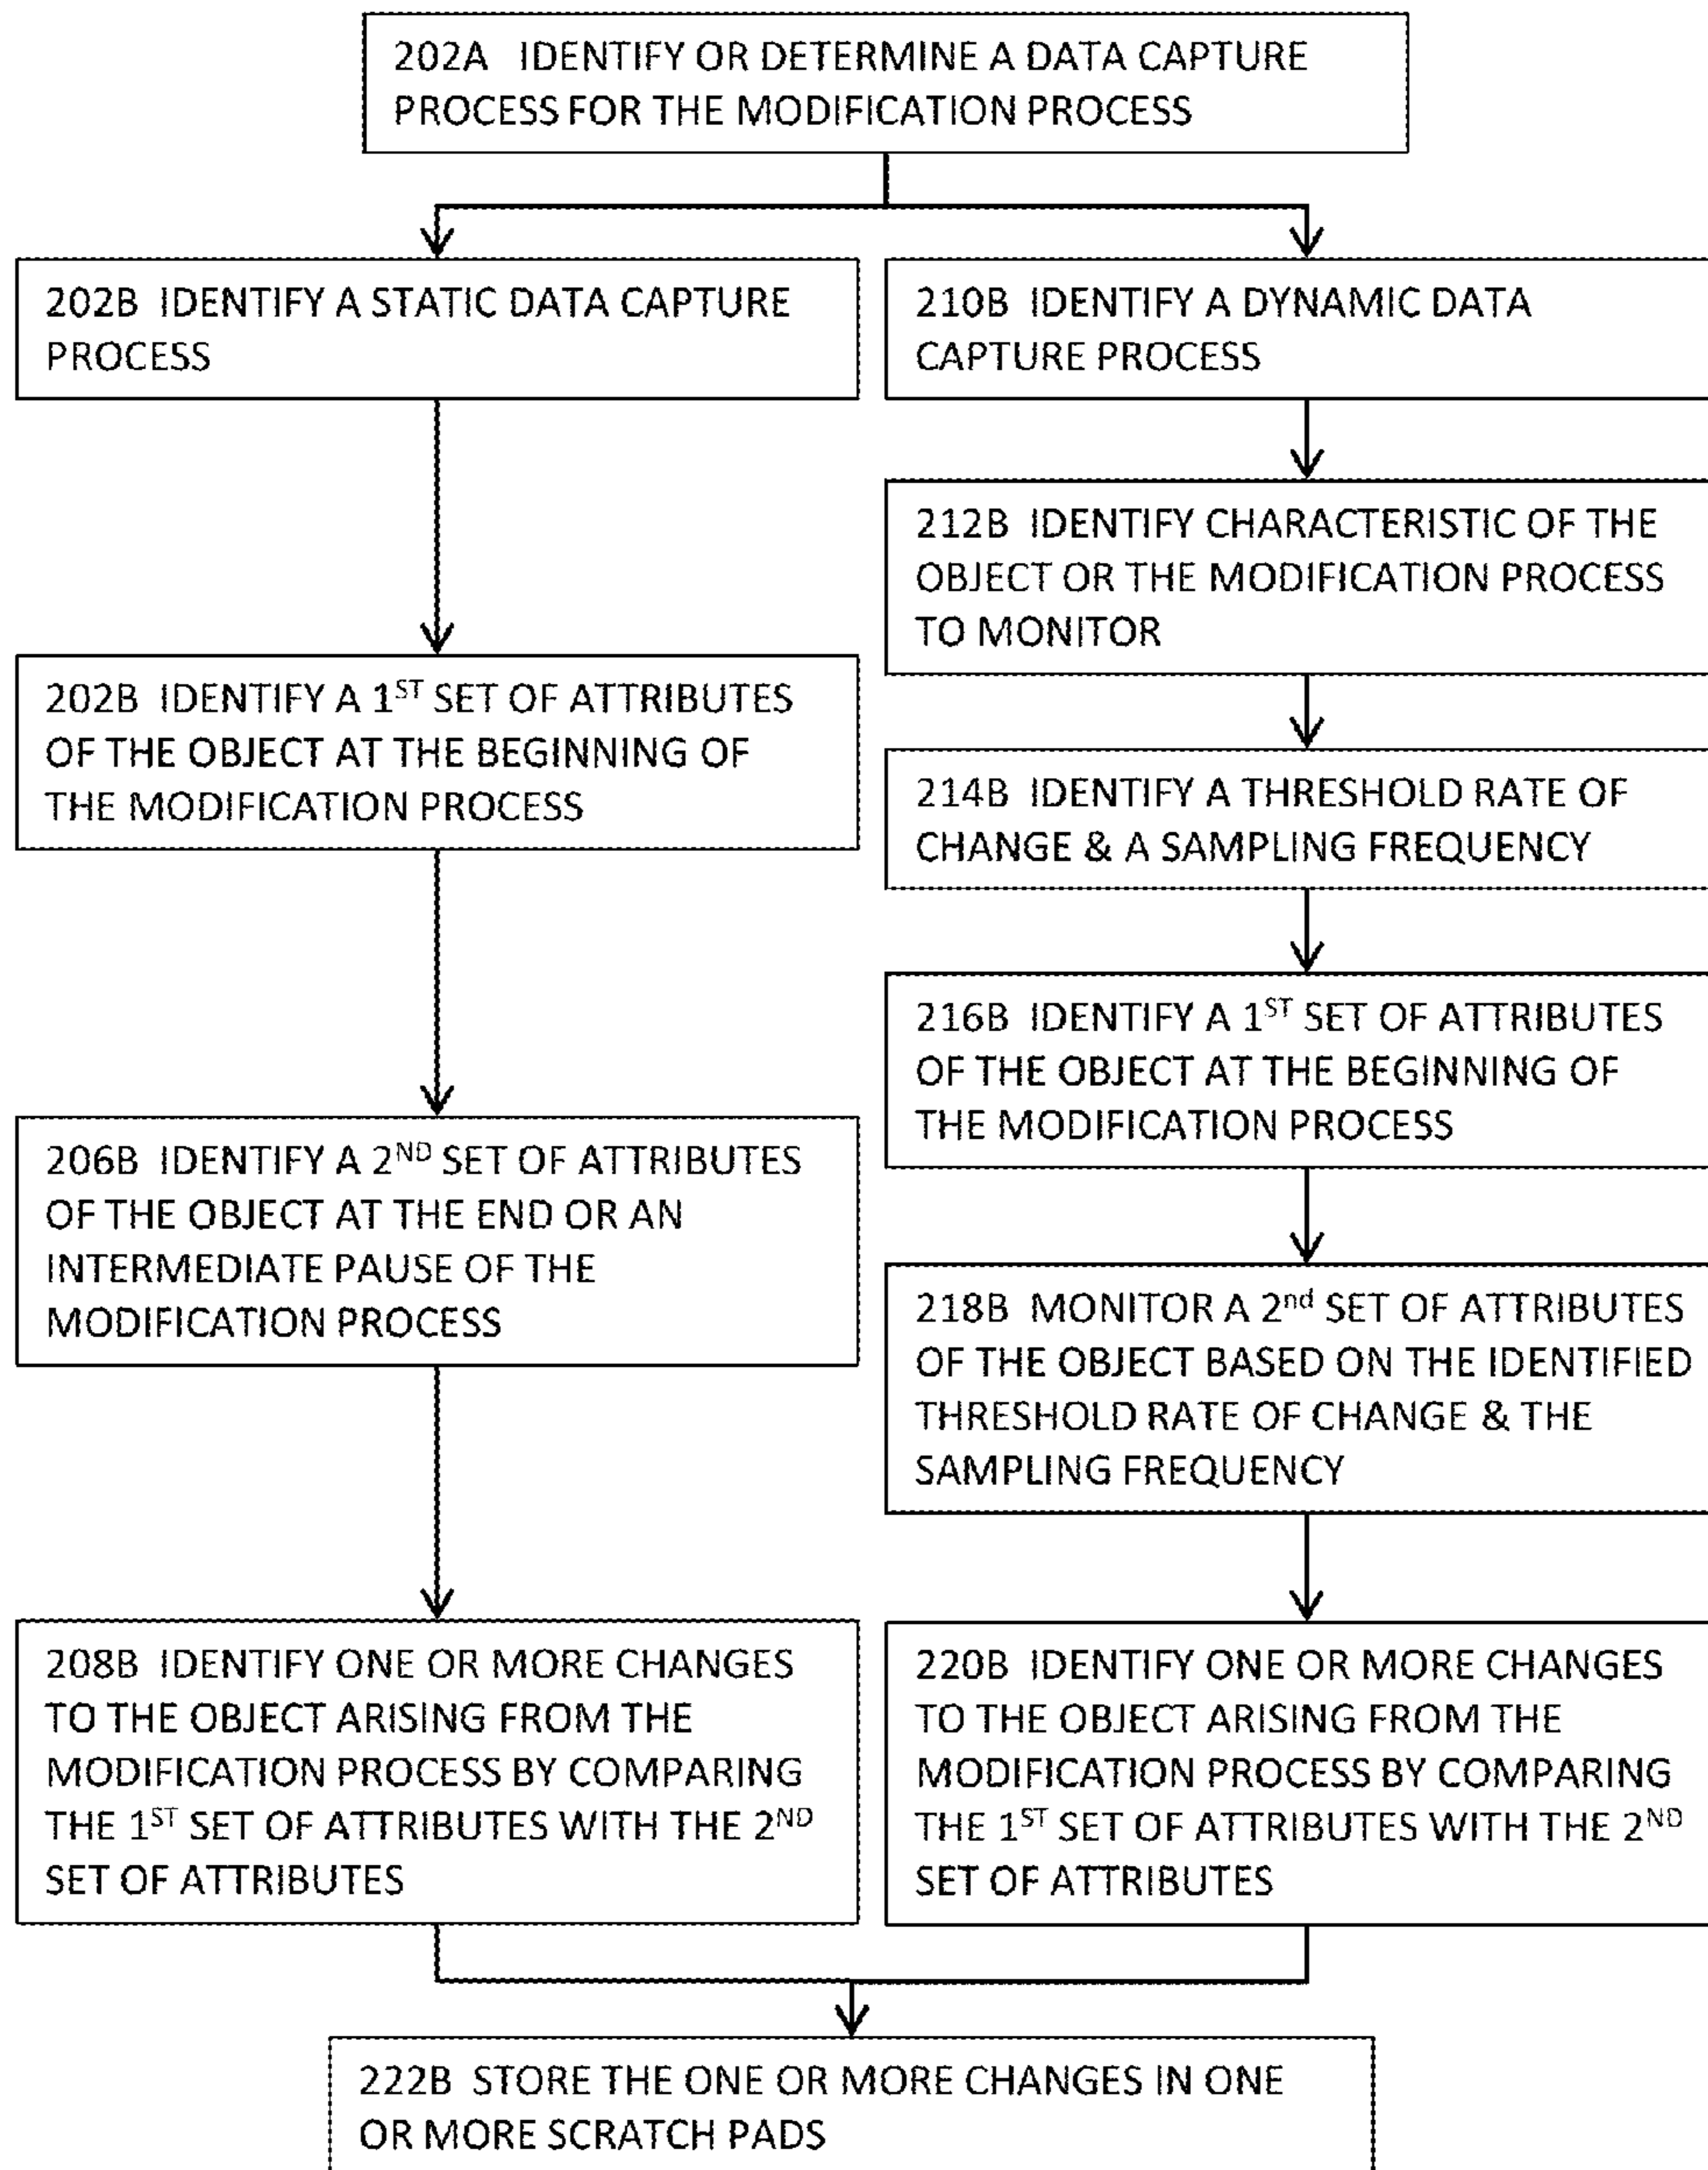 202A IDENTIFY OR DETERMINE A DATA CAPTURE
PROCESS FOR THE MODIFICATION PROCESS
202B IDENTIFY A STATIC DATA CAPTURE
PROCESS
202B IDENTIFY A 1ST SET OF ATTRIBUTES
OF THE OBJECT AT THE BEGINNING OF
THE MODIFICATION PROCESS
206B IDENTIFY A 2ND SET OF ATTRIBUTES
OF THE OBJECT AT THE END OR AN
INTERMEDIATE PAUSE OF THE
MODIFICATION PROCESS
208B IDENTIFY ONE OR MORE CHANGES
TO THE OBJECT ARISING FROM THE
MODIFICATION PROCESS BY COMPARING
THE 1ST SET OF ATTRIBUTES WITH THE 2ND
SET OF ATTRIBUTES
210B IDENTIFY A DYNAMIC DATA
CAPTURE PROCESS
212B IDENTIFY CHARACTERISTIC OF THE
OBJECT OR THE MODIFICATION PROCESS
TO MONITOR
214B IDENTIFY A THRESHOLD RATE OF
CHANGE & A SAMPLING FREQUENCY
216B IDENTIFY A 1ST SET OF ATTRIBUTES
OF THE OBJECT AT THE BEGINNING OF
THE MODIFICATION PROCESS
218B MONITOR A 2nd SET OF ATTRIBUTES
OF THE OBJECT BASED ON THE IDENTIFIED
THRESHOLD RATE OF CHANGE & THE
SAMPLING FREQUENCY
220B IDENTIFY ONE OR MORE CHANGES
TO THE OBJECT ARISING FROM THE
MODIFICATION PROCESS BY COMPARING
THE 1ST SET OF ATTRIBUTES WITH THE 2ND
SET OF ATTRIBUTES
222B STORE THE ONE OR MORE CHANGES IN ONE
OR MORE SCRATCH PADS